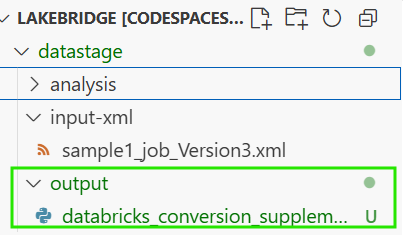 LAKEBRIDGE [CODESPACES...
datastage
analysis
input-xml
sample1_job_Version3.xml
output
databricks_conversion_supplem... U